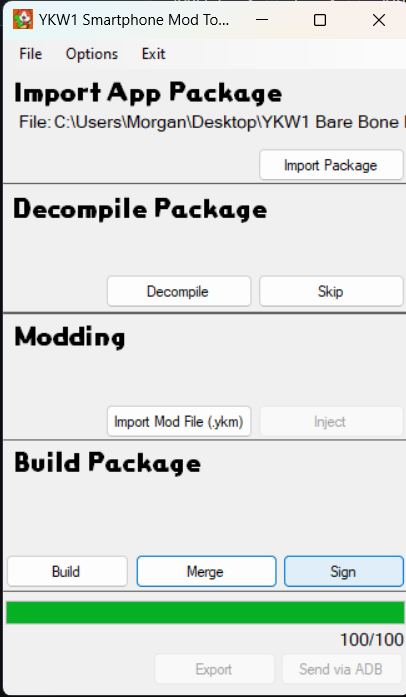 YKW1 Smartphone Mod To...
File Options Exit
Import App Package
File: C:\Users\Morgan\Desktop\YKW1 Bare Bone
Import Package
Decompile Package
Decompile Skip
Modding
Import Mod File (.ykm) Inject
Build Package
Build Merge Sign
100/100
Export Send via ADB